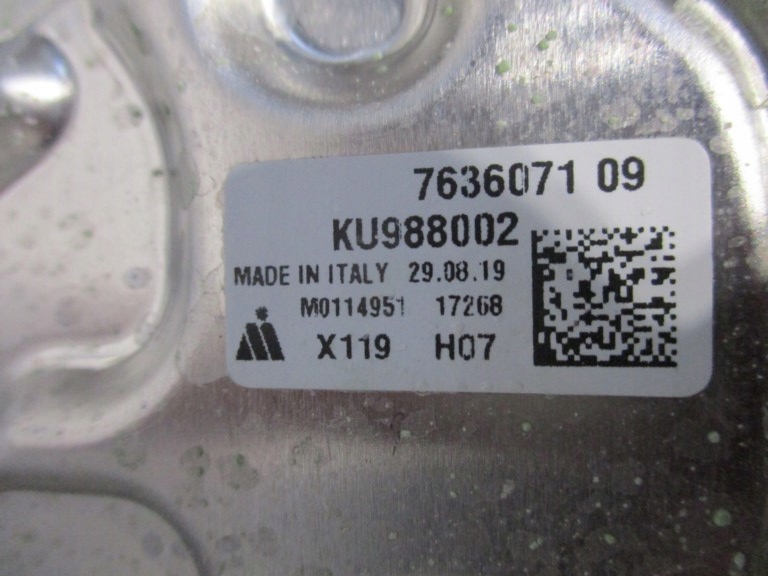 7636071 09
KU988002
MADE IN ITALY 29.08.19
M0114951 17268
X119 H07